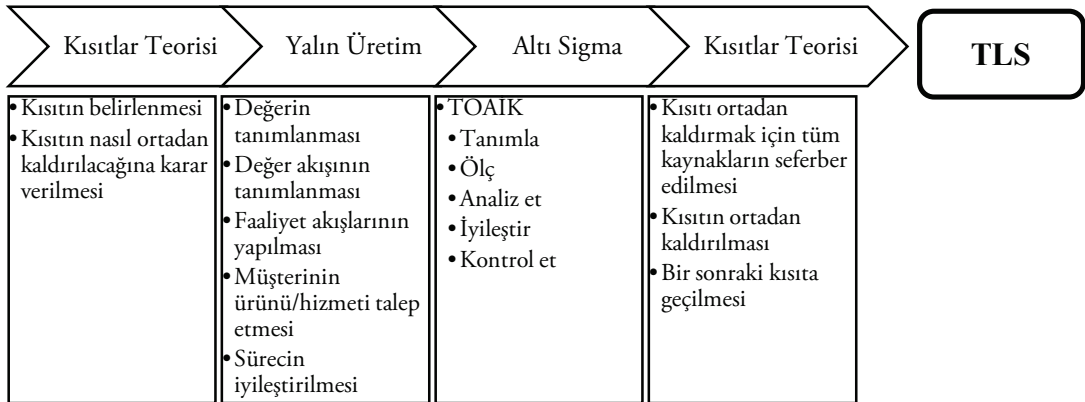 Kısıtlar Teorisi
Yalın Üretim
Altı Sigma
Kısıtlar Teorisi
TLS
• Kısıtın belirlenmesi
• Kısıtın nasıl ortadan
kaldırılacağına karar
verilmesi
• Değerin
tanımlanması
• Değer akışının
tanımlanması
• Faaliyet akışlarının
yapılması
• Müşterinin
ürünü/hizmeti talep
etmesi
• Sürecin
iyileştirilmesi
• TOAİK
• Tanımla
• Ölç
• Analiz et
• İyileştir
• Kontrol et
• Kısıtı ortadan
kaldırmak için tüm
kaynakların seferber
edilmesi
• Kısıtın ortadan
kaldırılması
• Bir sonraki kısıta
geçilmesi